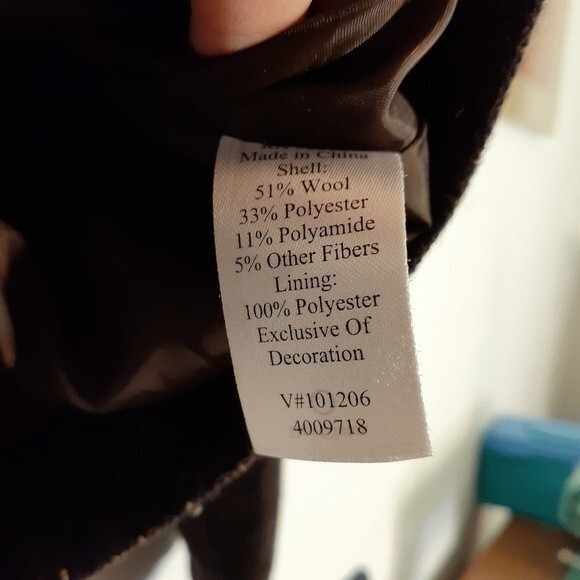 Made in China
Shell:
51% Wool
33% Polyester
11% Polyamide
5% Other Fibers
Lining:
100% Polyester
Exclusive Of
Decoration
V#101206
4009718